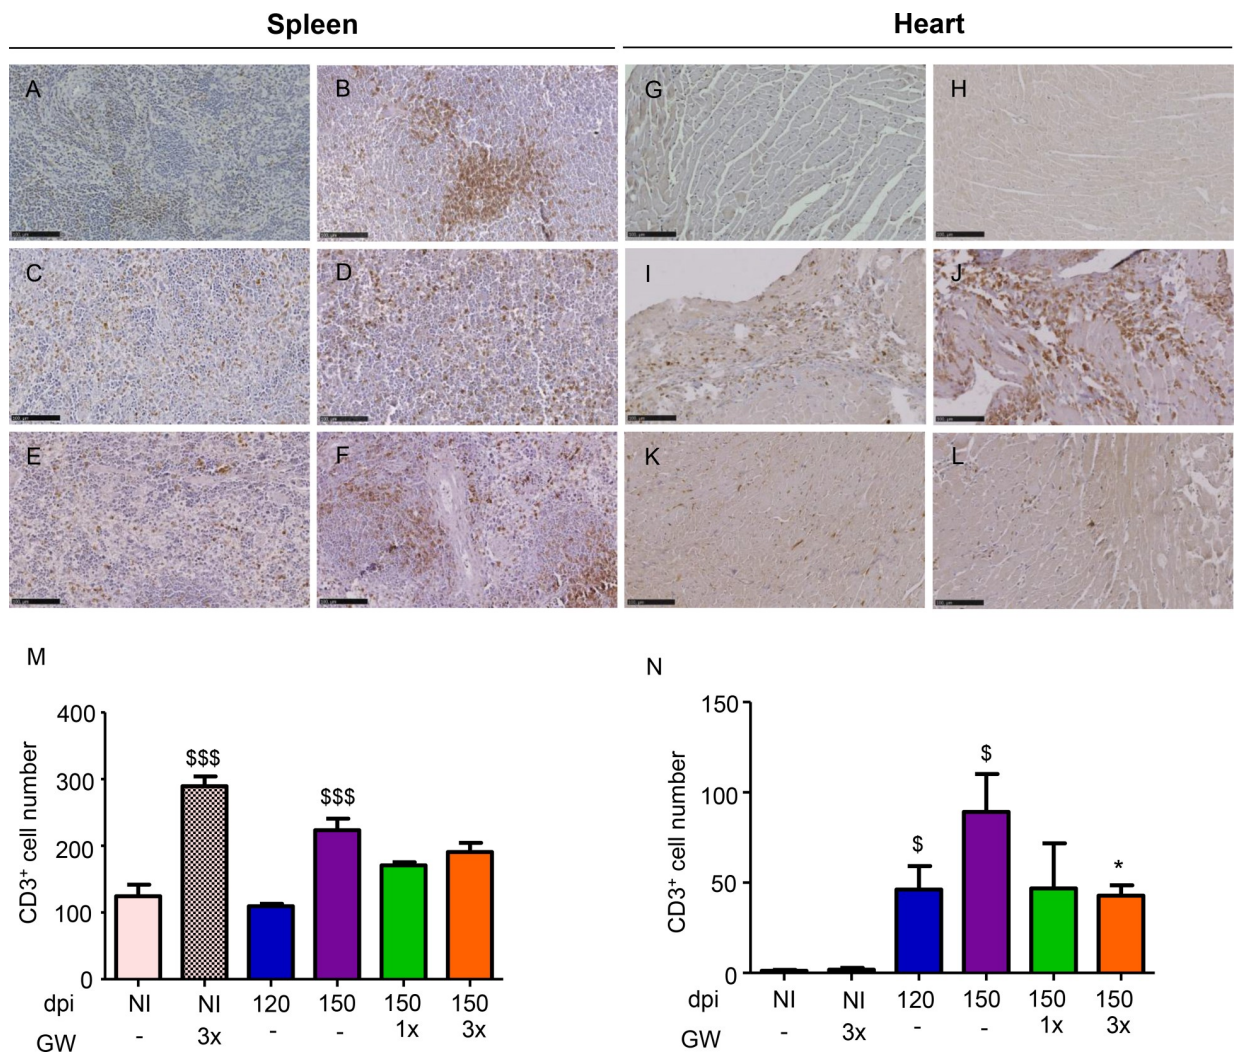 Spleen Heart
A B G H
C D I J
E F K L
M
N
CD3⁺ cell number
400
300
200
100
0
$$$
$$$
dpi NI NI 120 150 150 150
GW - 3x - - 1x 3x
CD3⁺ cell number
150
100
50
0
$
$
*
dpi NI NI 120 150 150 150
GW - 3x - - 1x 3x